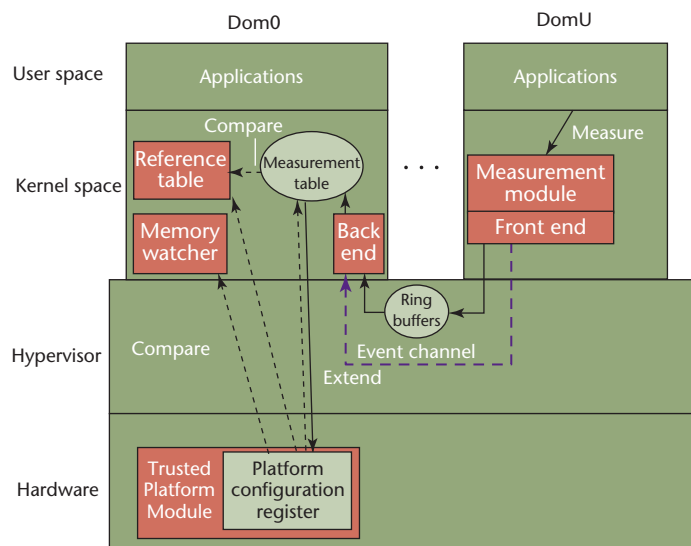 Dom0
DomU
User space
Applications
Applications
Compare
Measure
Kernel space
Reference
table
Measurement
table
. . .
Measurement
module
Front end
Memory
watcher
Back
end
Ring
buffers
Hypervisor
Compare
Event channel
Extend
Hardware
Trusted
Platform
Module
Platform
configuration
register